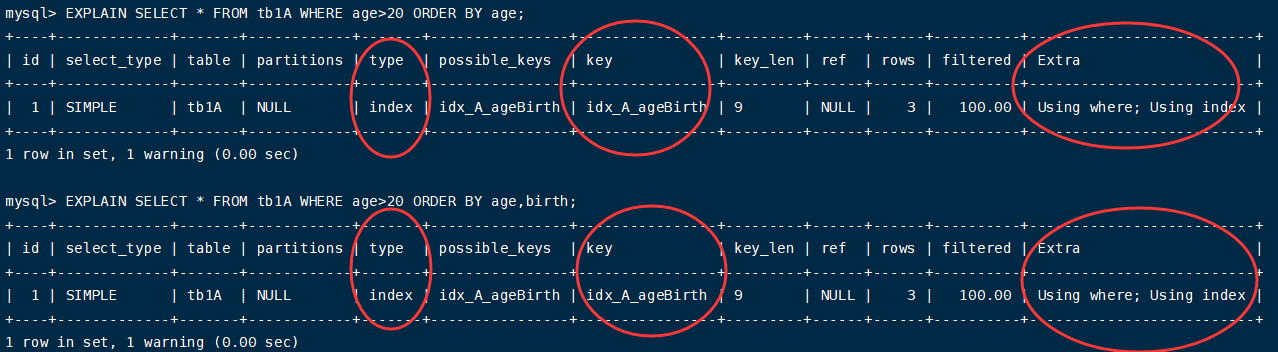 mysql> EXPLAIN SELECT * FROM tb1A WHERE age>20 ORDER BY age;
+----+-------------+-------+------------+-------+---------------+---------------+---------+------+------+----------+--------------------------+
| id | select_type | table | partitions | type  | possible_keys | key           | key_len | ref  | rows | filtered | Extra                    |
+----+-------------+-------+------------+-------+---------------+---------------+---------+------+------+----------+--------------------------+
|  1 | SIMPLE      | tb1A  | NULL       | index | idx_A_ageBirth | idx_A_ageBirth | 9       | NULL |    3 |   100.00 | Using where; Using index |
+----+-------------+-------+------------+-------+---------------+---------------+---------+------+------+----------+--------------------------+
1 row in set, 1 warning (0.00 sec)
mysql> EXPLAIN SELECT * FROM tb1A WHERE age>20 ORDER BY age,birth;
+----+-------------+-------+------------+-------+---------------+---------------+---------+------+------+----------+--------------------------+
| id | select_type | table | partitions | type  | possible_keys | key           | key_len | ref  | rows | filtered | Extra                    |
+----+-------------+-------+------------+-------+---------------+---------------+---------+------+------+----------+--------------------------+
|  1 | SIMPLE      | tb1A  | NULL       | index | idx_A_ageBirth | idx_A_ageBirth | 9       | NULL |    3 |   100.00 | Using where; Using index |
+----+-------------+-------+------------+-------+---------------+---------------+---------+------+------+----------+--------------------------+
1 row in set, 1 warning (0.00 sec)